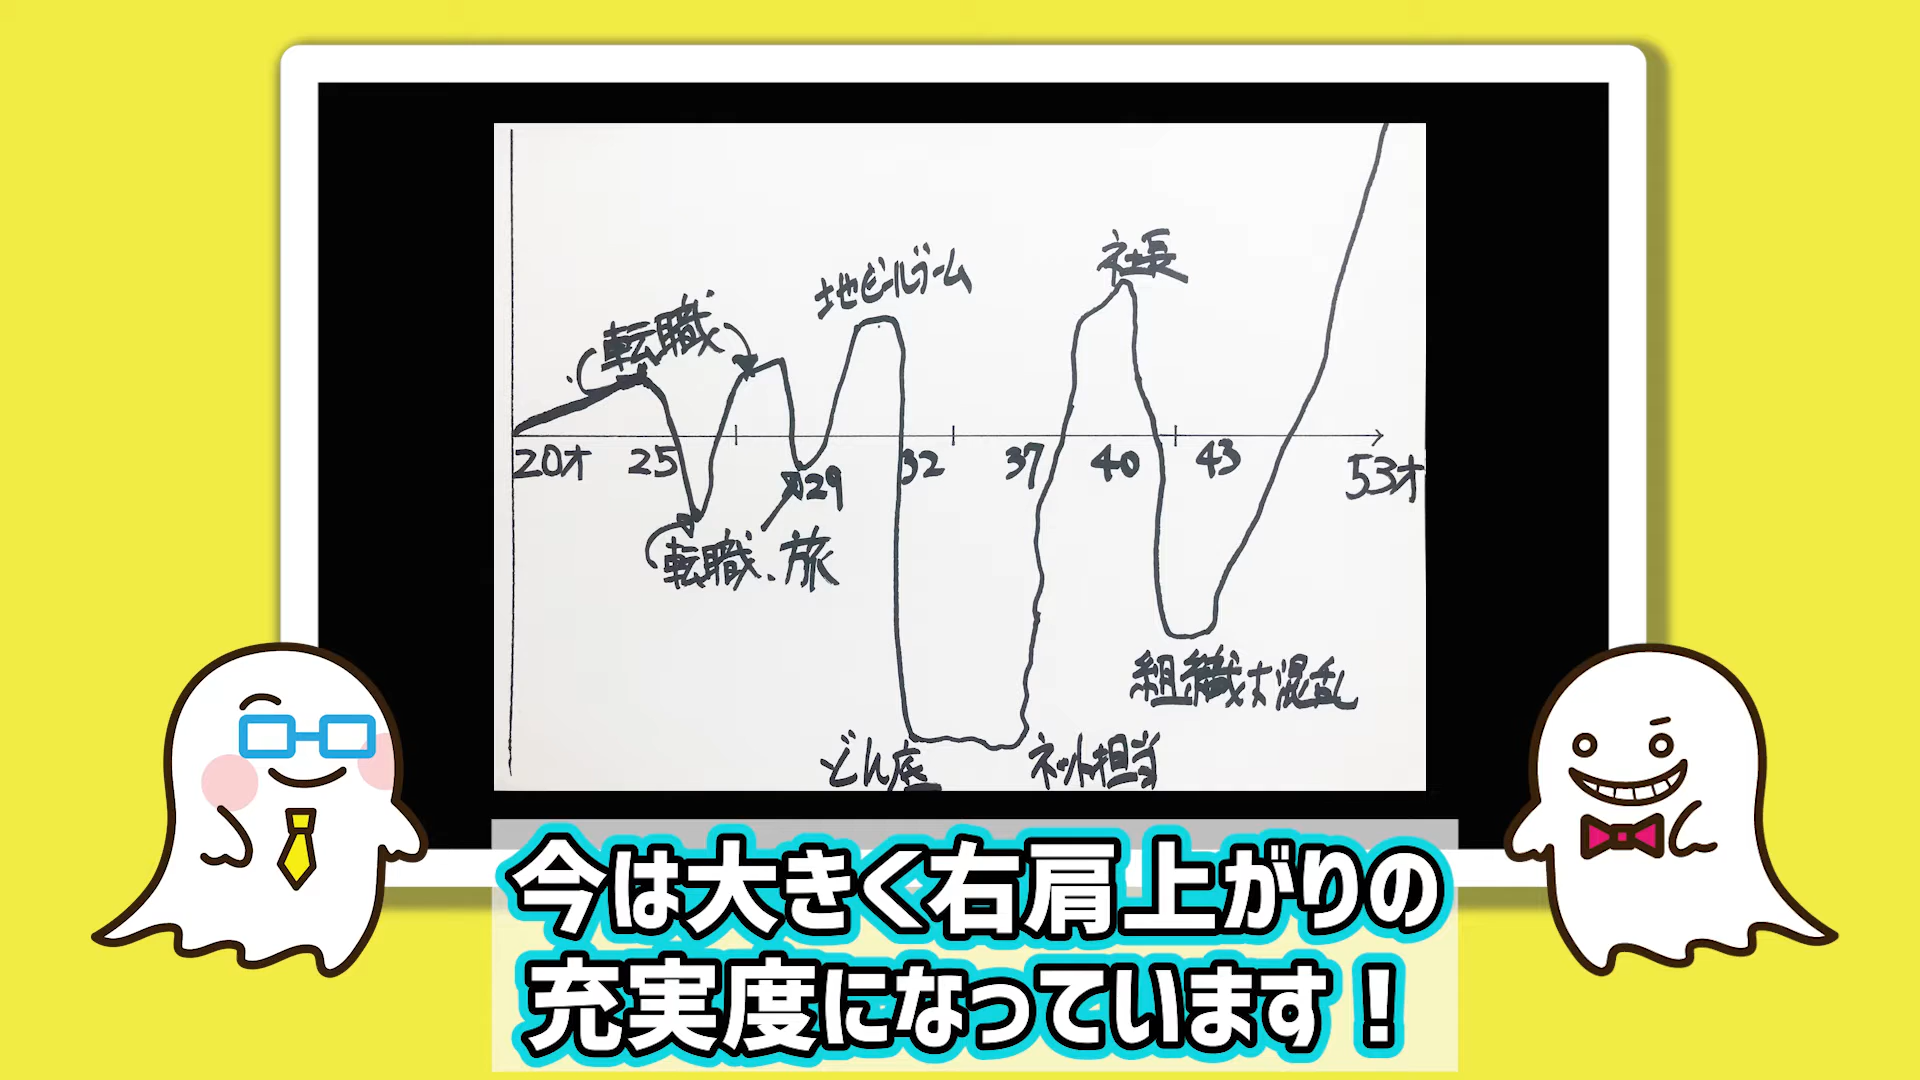 社長
地ビールブーム
転職
20才 25 29 32 37 40 43 53才
転職、旅
組織大混乱
どん底
ネット担当
今は大きく右肩上がりの
充実度になっています！